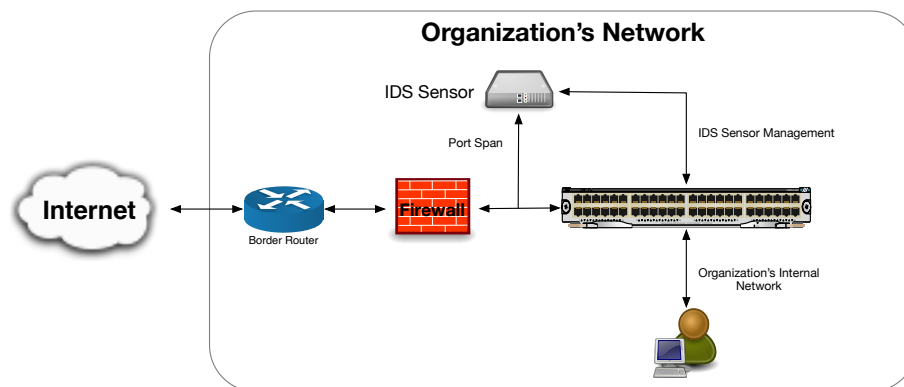 Organization's Network
IDS Sensor
Port Span
IDS Sensor Management
Internet
Firewall
Border Router
Organization's Internal
Network